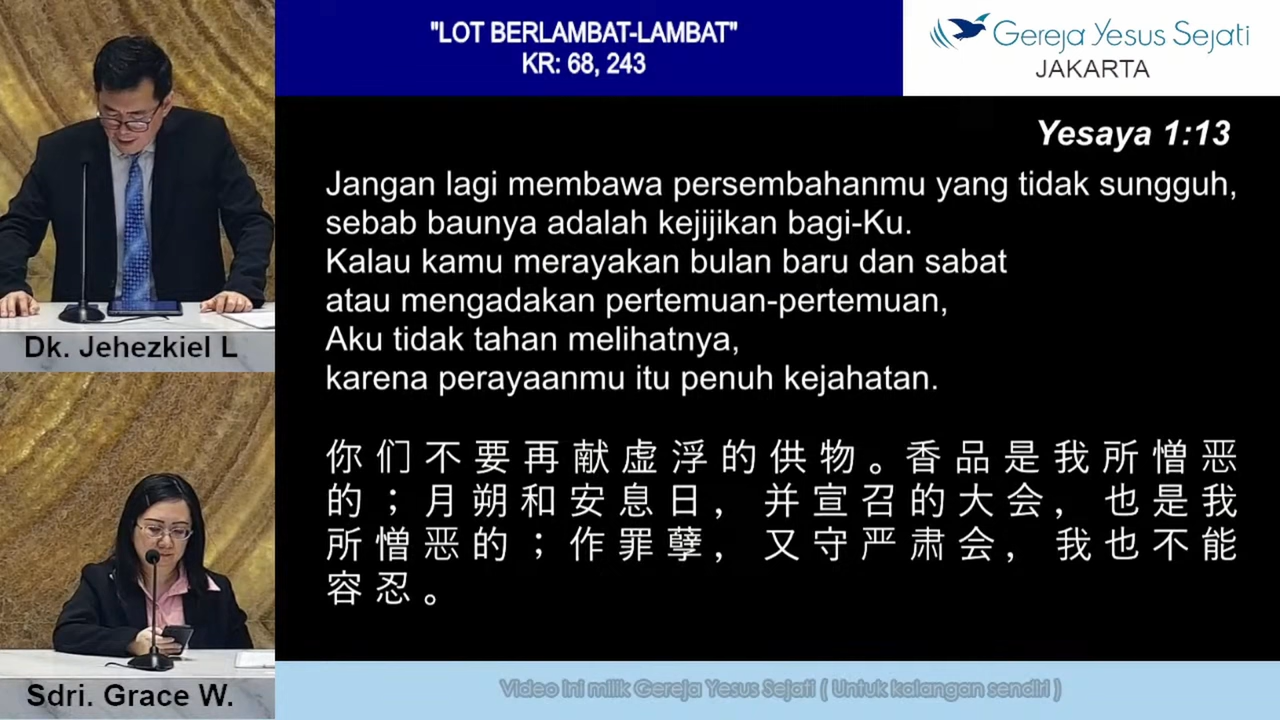 "LOT BERLAMBAT-LAMBAT"
KR: 68, 243
Gereja Yesus Sejati
JAKARTA
Yesaya 1:13
Jangan lagi membawa persembahanmu yang tidak sungguh,
sebab baunya adalah kejijikan bagi-Ku.
Kalau kamu merayakan bulan baru dan sabat
atau mengadakan pertemuan-pertemuan,
Aku tidak tahan melihatnya,
karena perayaanmu itu penuh kejahatan.
你们不要再献虚浮的供物。香品是我所憎恶
的；月朔和安息日，并宣召的大会，也是我
所憎恶的；作罪孽，又守严肃会，我也不能
容忍。
Dk. Jehezkiel L
Sdri. Grace W.
Video ini milik Gereja Yesus Sejati ( Untuk kalangan sendiri )